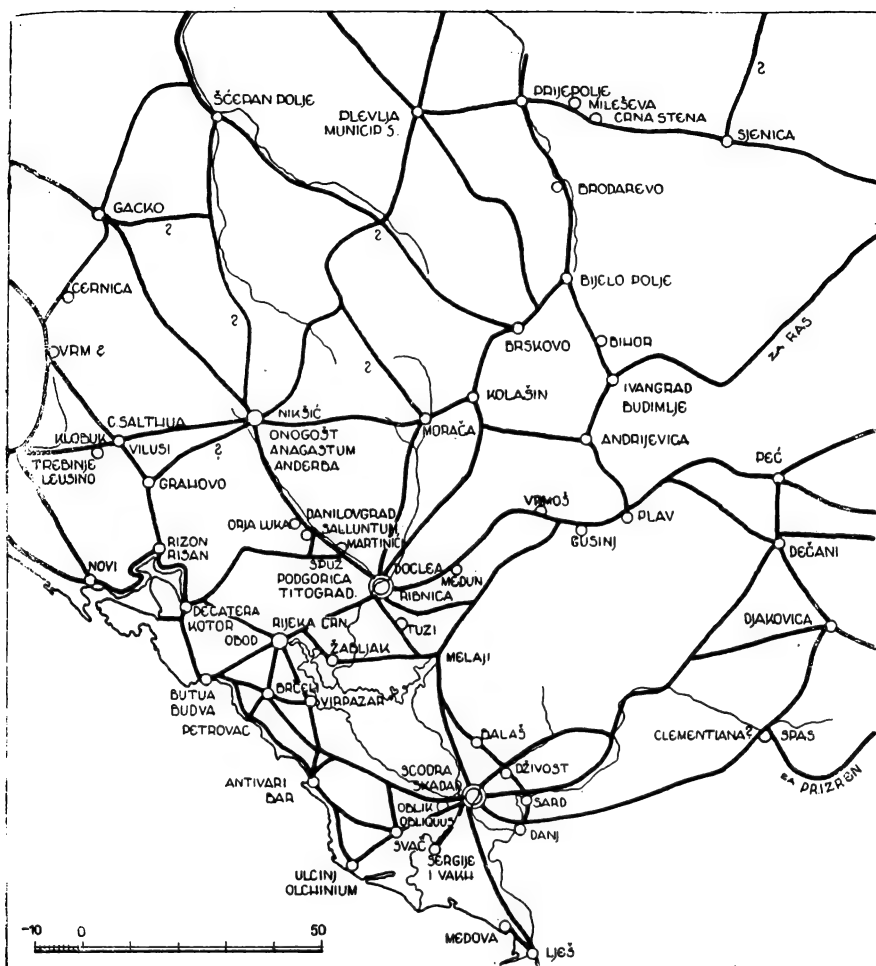 ŠĆEPAN POLJE
PLEVLJA
MUNICIP S.
PRIJEPOLJE
MILEŠEVA
CRNA STENA
SJENICA
?
BRODAREVO
GACKO
?
?
ČERNICA
?
BIJELO POLJE
VRM ?
BRSKOVO
BIHOR
ZA RAS
?
KOLAŠIN
IVANGRAD
BUDIMLJE
C. SALTHUA
NIKŠIĆ
MORAČA
KLOBUK
VILUSI
ONOGOŠT
ANAGASTUM
ANDERBA
ANDRIJEVICA
TREBINJE
LEUSINO
?
PEĆ
GRAHOVO
VRMOŠ
PLAV
GUSINJ
DANILOVGRAD
ORJA LUKA
SALLUNTUM
MARTINIĆI
RIZON
RISAN
SPUŽ
DOCLEA
MEDUN
DEČANI
NOVI
PODGORICA
TITOGRAD.
RIBNICA
DECATERA
KOTOR
RIJEKA CRN.
OBOD
TUZI
DJAKOVICA
ŽABLJAK
MELAJI
BUTUA
BUDVA
BRČELI
VIRPAZAR
PETROVAC
BALAŠ
CLEMENTIANA?
SPAS
ANTIVARI
BAR
SCODRA
SKADAR
DŽIVOST
ZA PRIZREN
OBLIK
OBLIQUUS
SARD
SVAČ
DANJ
SERGIJE
I VAKH
ULCINJ
OLCHINIUM
MEDOVA
LJEŠ
-10 0 50